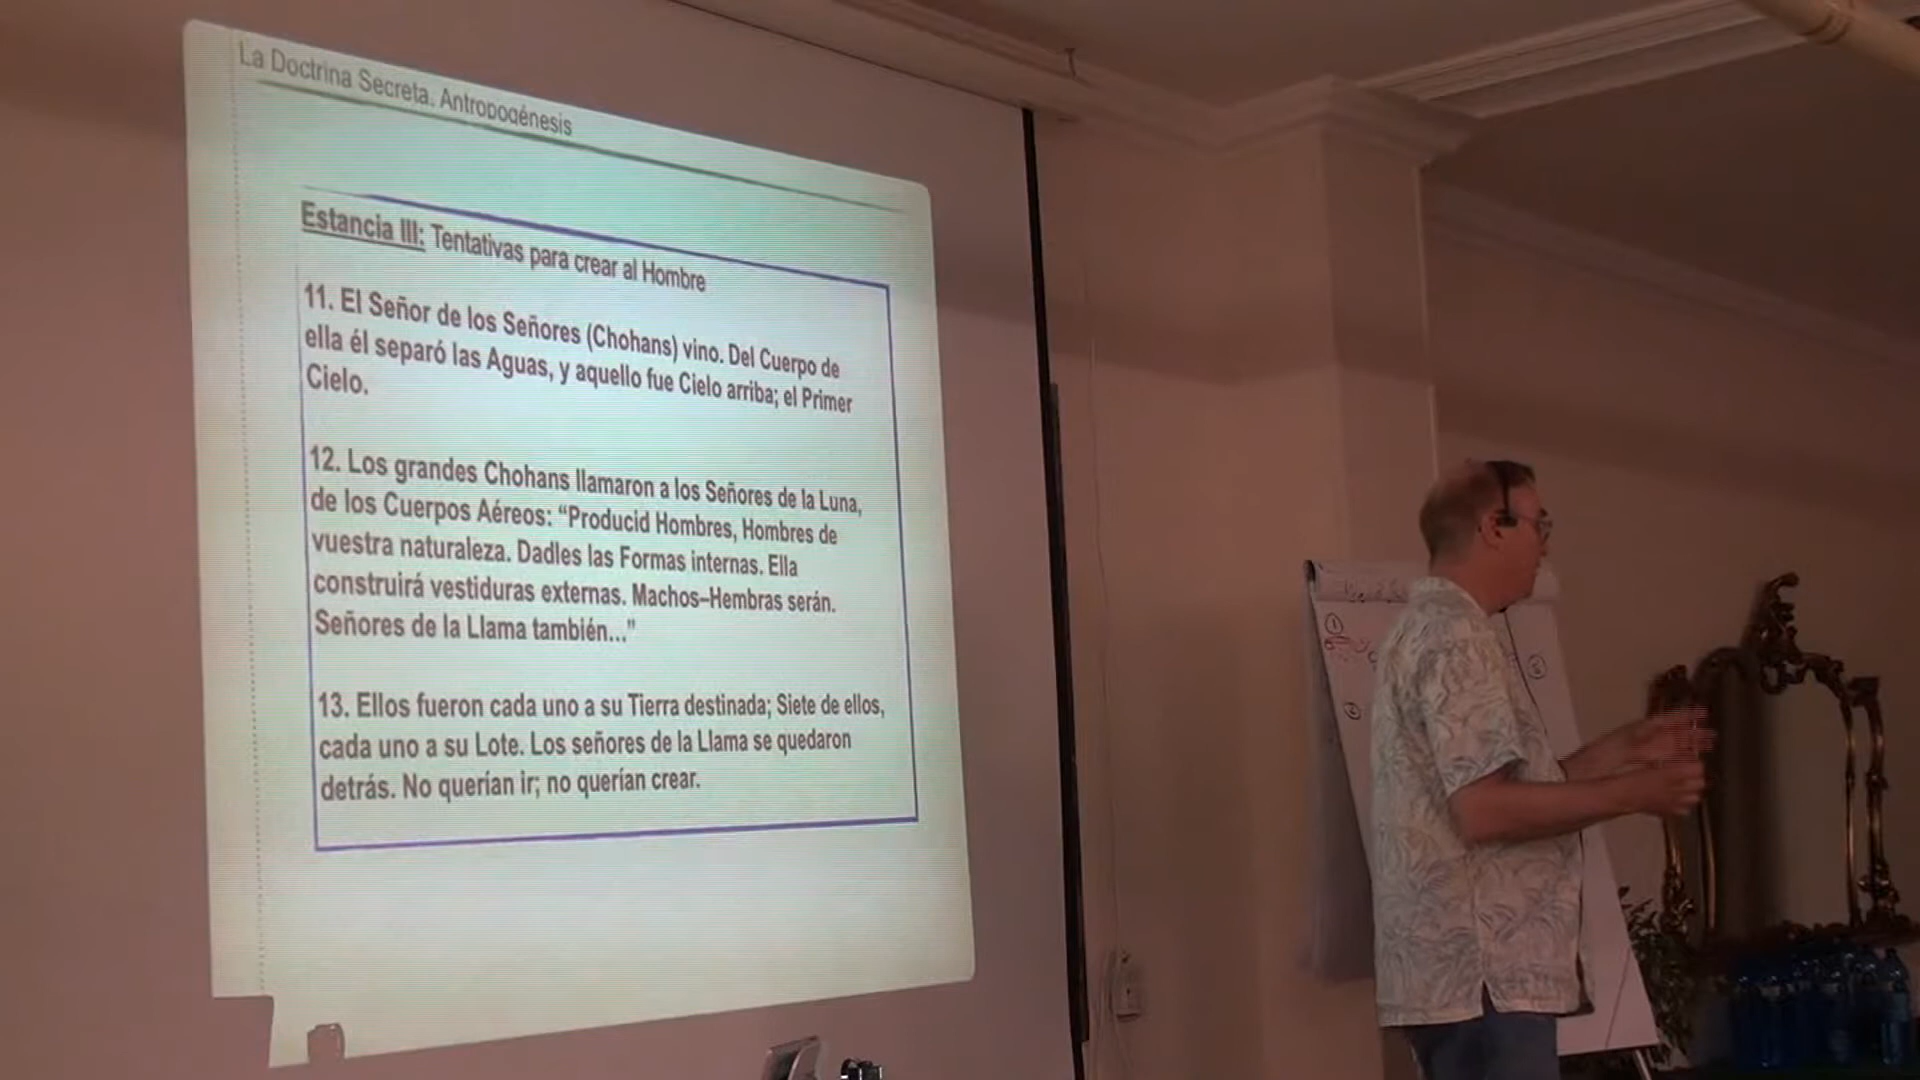 La Doctrina Secreta. Antropogénesis
Estancia III: Tentativas para crear al Hombre
11. El Señor de los Señores (Chohans) vino. Del Cuerpo de
ella él separó las Aguas, y aquello fue Cielo arriba; el Primer
Cielo.
12. Los grandes Chohans llamaron a los Señores de la Luna,
de los Cuerpos Aéreos: “Producid Hombres, Hombres de
vuestra naturaleza. Dadles las Formas internas. Ella
construirá vestiduras externas. Machos–Hembras serán.
Señores de la Llama también...”
13. Ellos fueron cada uno a su Tierra destinada; Siete de ellos,
cada uno a su Lote. Los señores de la Llama se quedaron
detrás. No querían ir; no querían crear.
1